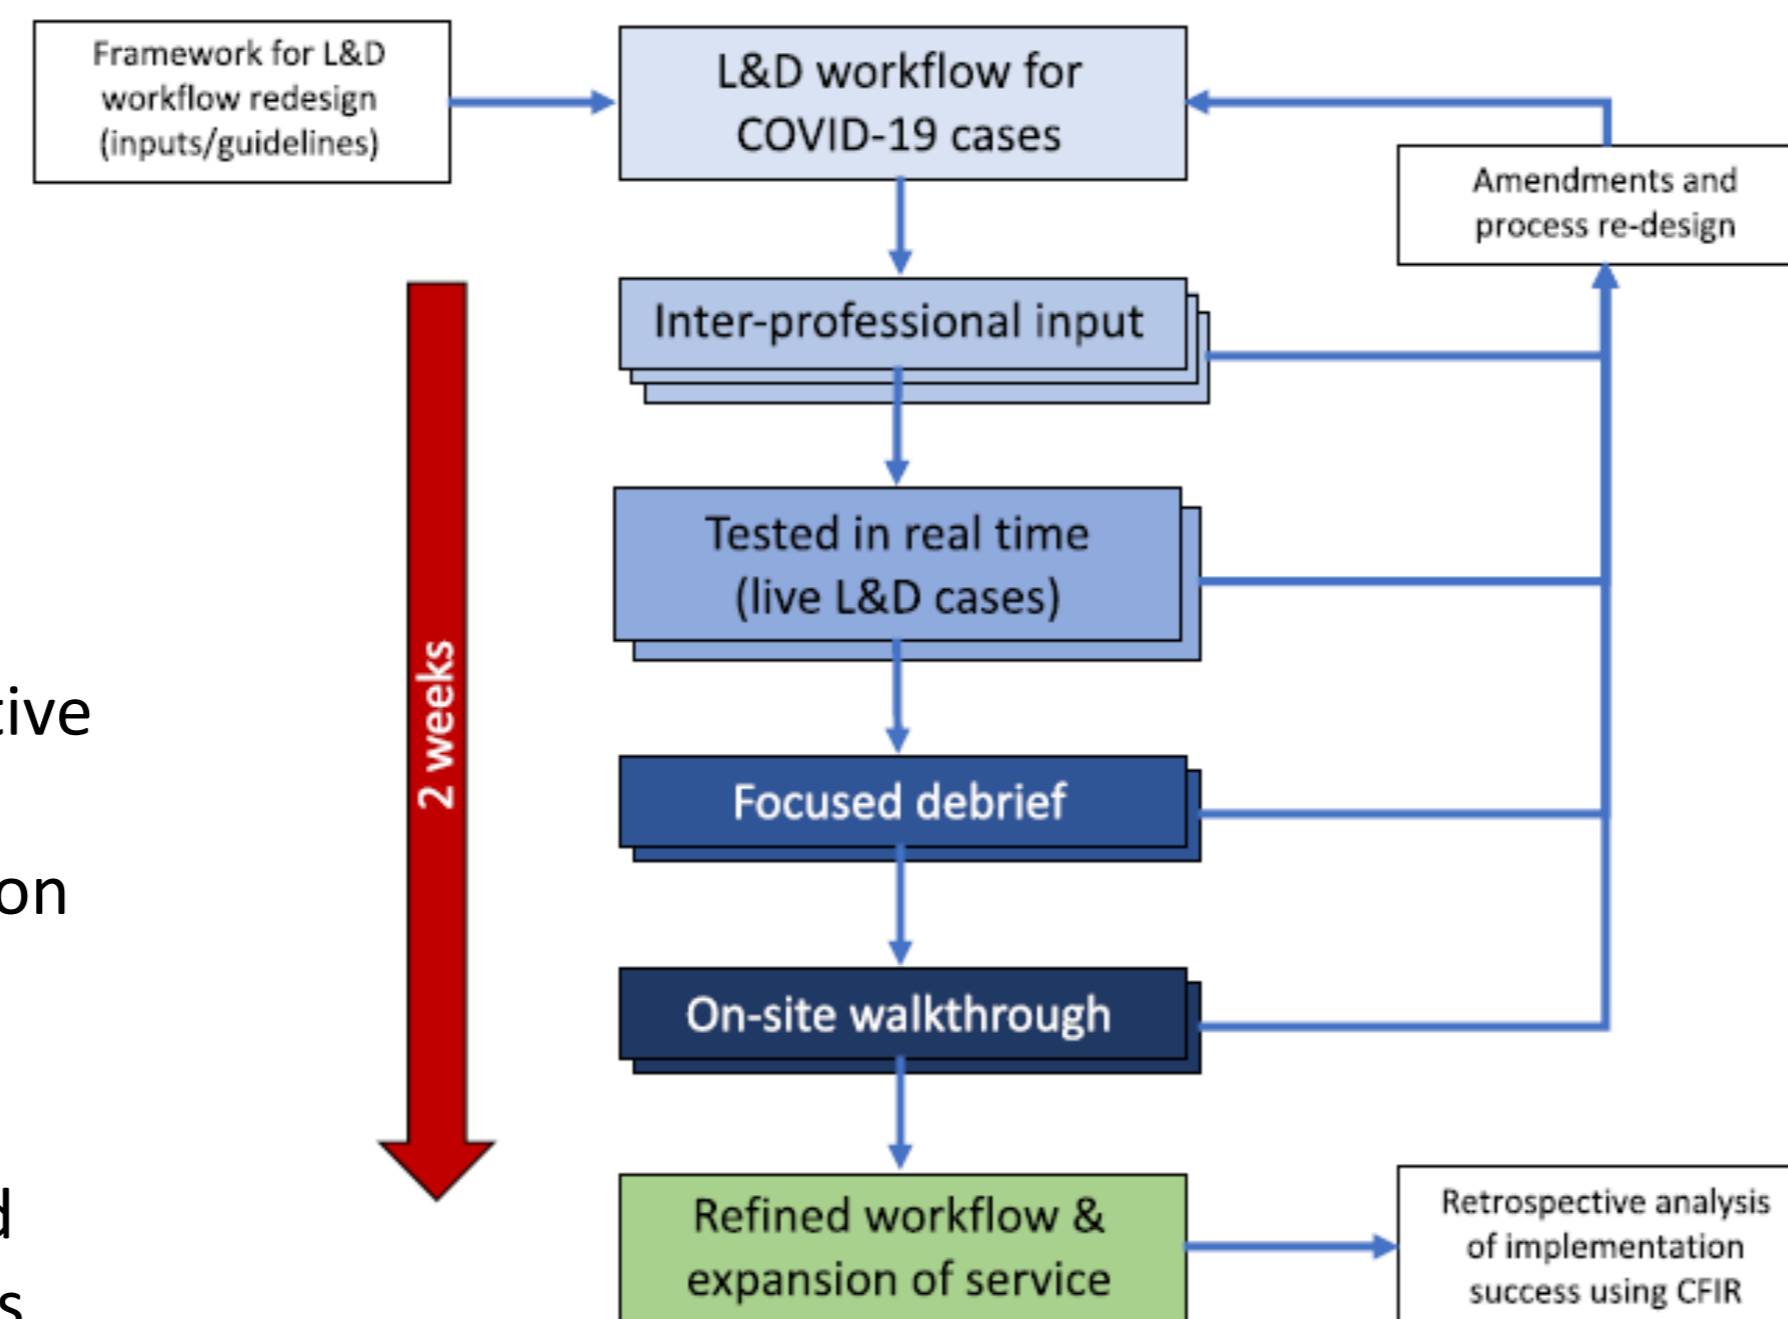 Framework for L&D
workflow redesign
(inputs/guidelines)
L&D workflow for
COVID-19 cases
Amendments and
process re-design
Inter-professional input
Tested in real time
(live L&D cases)
2 weeks
tive
Focused debrief
on
On-site walkthrough
d
s
Refined workflow &
expansion of service
Retrospective analysis
of implementation
success using CFIR